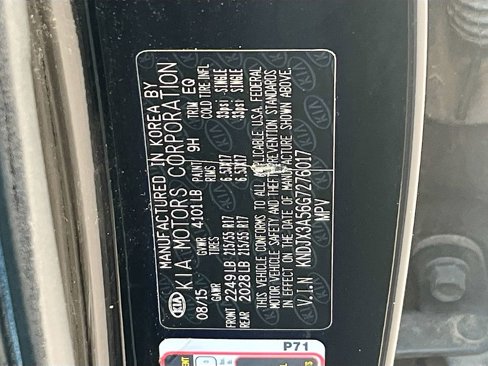 MANUFACTURED IN KOREA BY
KIA KIA MOTORS CORPORATION
08/15 GVWR 4101LB PAINT 9H TRIM EQ
GAWR TIRES RIMS COLD TIRE INFL
FRONT 2249LB 215/55 R17 6.5JX17 33psi SINGLE
REAR 2028LB 215/55 R17 6.5JX17 33psi SINGLE
THIS VEHICLE CONFORMS TO ALL APPLICABLE U.S.A. FEDERAL
MOTOR VEHICLE SAFETY AND THEFT PREVENTION STANDARDS
IN EFFECT ON THE DATE OF MANUFACTURE SHOWN ABOVE.
V.I.N KNDJX3A56G7276017
MPV
P71